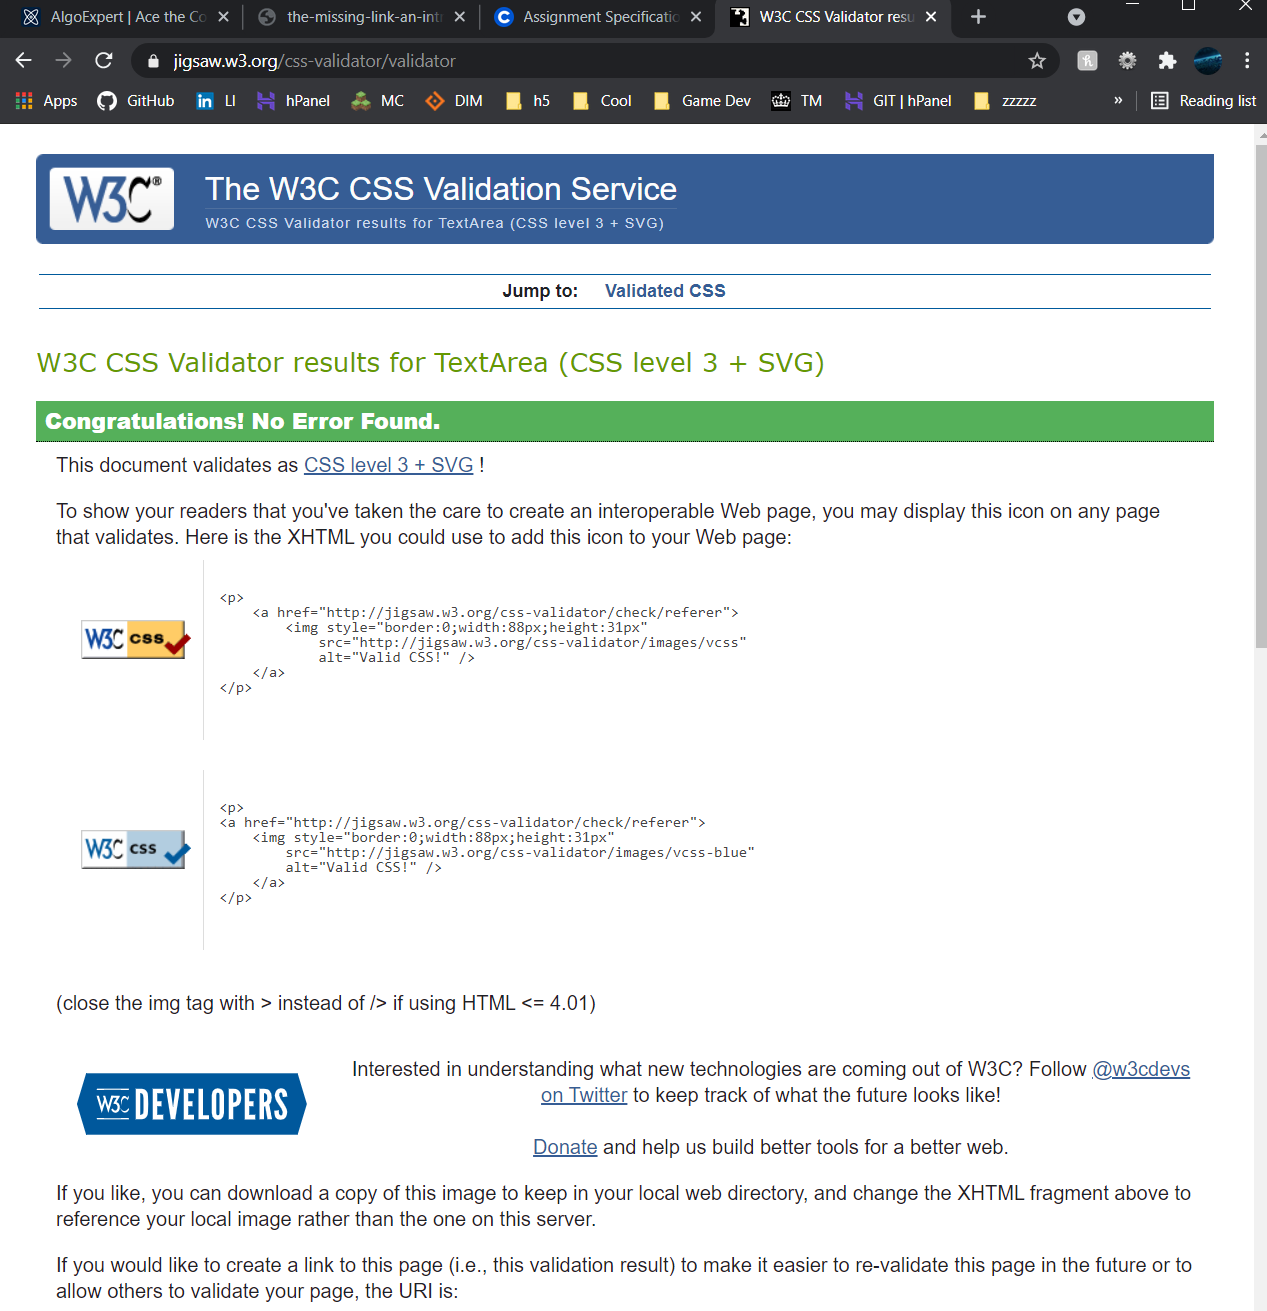 AlgoExpert | Ace the Co
the-missing-link-an-int
Assignment Specificatio
W3C CSS Validator resu
jigsaw.w3.org/css-validator/validator
Apps GitHub LI hPanel MC DIM h5 Cool Game Dev TM GIT | hPanel zzzzz » Reading list
W3C® The W3C CSS Validation Service
W3C CSS Validator results for TextArea (CSS level 3 + SVG)
Jump to: Validated CSS
W3C CSS Validator results for TextArea (CSS level 3 + SVG)
Congratulations! No Error Found.
This document validates as CSS level 3 + SVG !
To show your readers that you've taken the care to create an interoperable Web page, you may display this icon on any page
that validates. Here is the XHTML you could use to add this icon to your Web page:
W3C css
<p>
<a href="http://jigsaw.w3.org/css-validator/check/referer">
<img style="border:0;width:88px;height:31px"
src="http://jigsaw.w3.org/css-validator/images/vcss"
alt="Valid CSS!" />
</a>
</p>
W3C css
<p>
<a href="http://jigsaw.w3.org/css-validator/check/referer">
<img style="border:0;width:88px;height:31px"
src="http://jigsaw.w3.org/css-validator/images/vcss-blue"
alt="Valid CSS!" />
</a>
</p>
(close the img tag with > instead of /> if using HTML <= 4.01)
W3C DEVELOPERS
Interested in understanding what new technologies are coming out of W3C? Follow @w3cdevs
on Twitter to keep track of what the future looks like!
Donate and help us build better tools for a better web.
If you like, you can download a copy of this image to keep in your local web directory, and change the XHTML fragment above to
reference your local image rather than the one on this server.
If you would like to create a link to this page (i.e., this validation result) to make it easier to re-validate this page in the future or to
allow others to validate your page, the URI is: